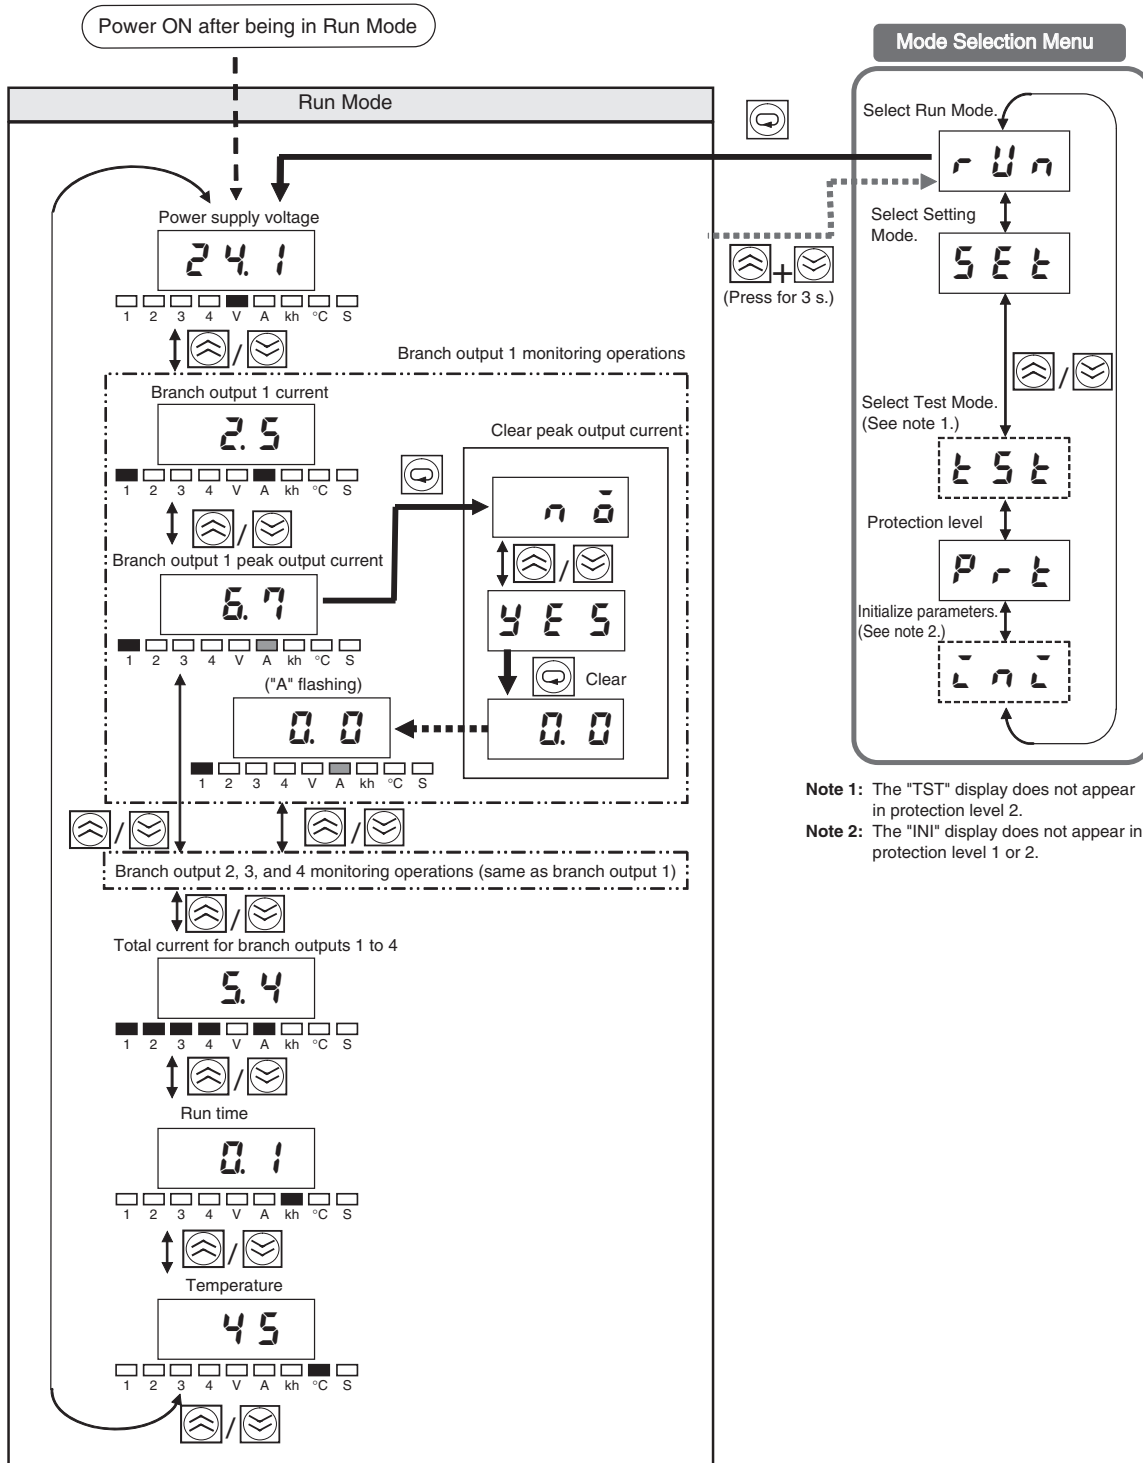 Power ON after being in Run Mode
Mode Selection Menu
Run Mode
Select Run Mode.
rUn
Power supply voltage
24.1
1 2 3 4 V A kh °C S
/
+
(Press for 3 s.)
Select Setting
Mode.
SEt
/
Branch output 1 monitoring operations
Branch output 1 current
2.5
1 2 3 4 V A kh °C S
/
Branch output 1 peak output current
6.7
1 2 3 4 V A kh °C S
("A" flashing)
0.0
1 2 3 4 V A kh °C S
Clear peak output current
no
/
YES
Clear
0.0
/
/
Select Test Mode.
(See note 1.)
tSt
Protection level
Prt
Initialize parameters.
(See note 2.)
ini
Note 1: The "TST" display does not appear
in protection level 2.
Note 2: The "INI" display does not appear in
protection level 1 or 2.
Branch output 2, 3, and 4 monitoring operations (same as branch output 1)
/
Total current for branch outputs 1 to 4
5.4
1 2 3 4 V A kh °C S
/
Run time
0.1
1 2 3 4 V A kh °C S
/
Temperature
45
1 2 3 4 V A kh °C S
/